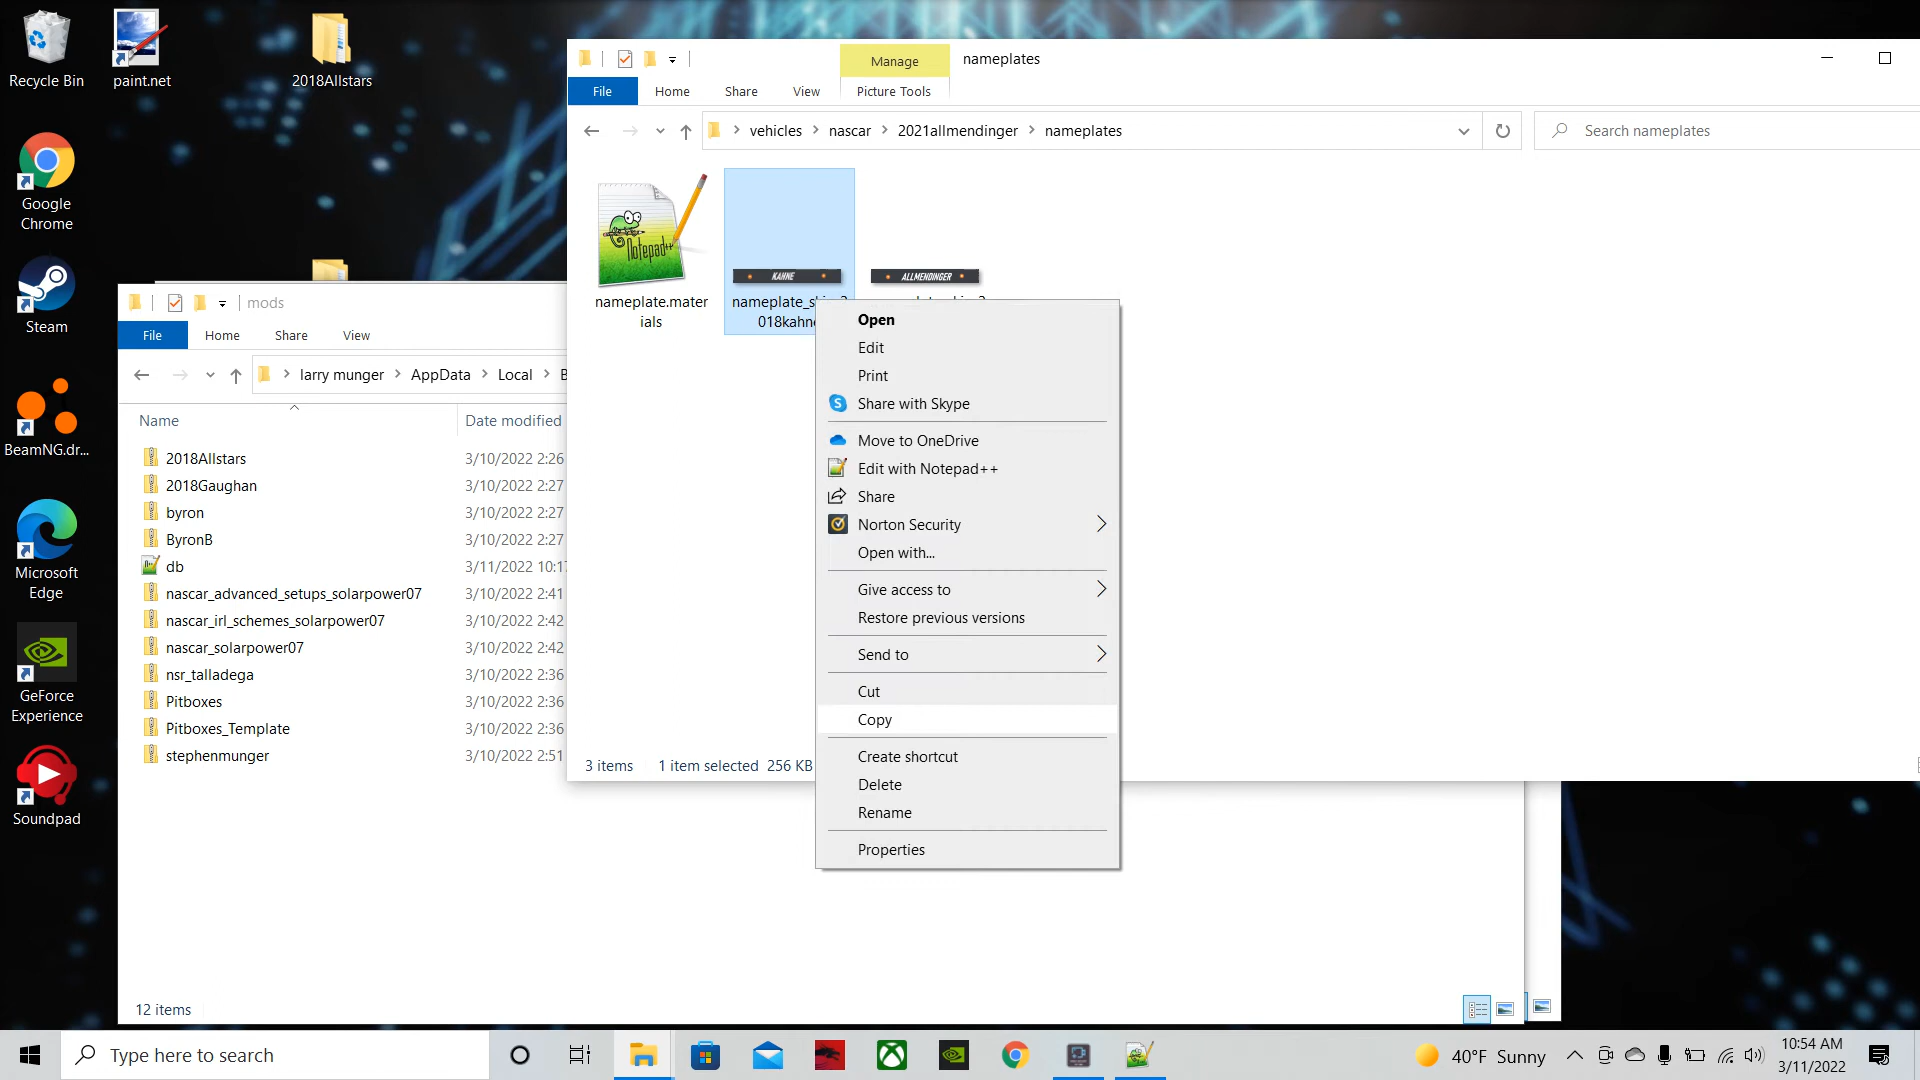 Recycle Bin
paint.net
2018Allstars
Google
Chrome
Steam
BeamNG.dr...
Microsoft
Edge
GeForce
Experience
Soundpad
Manage
nameplates
File
Home
Share
View
Picture Tools
vehicles
nascar
2021allmendinger
nameplates
Search nameplates
Notepad++
nameplate.mater
ials
KAHNE
018kahne
ALLMENDINGER
3 items
1 item selected 256 KB
mods
File
Home
Share
View
larry munger
AppData
Local
B
Name
Date modified
2018Allstars
3/10/2022 2:26
2018Gaughan
3/10/2022 2:27
byron
3/10/2022 2:27
ByronB
3/10/2022 2:27
db
3/11/2022 10:17
nascar_advanced_setups_solarpower07
3/10/2022 2:41
nascar_irl_schemes_solarpower07
3/10/2022 2:42
nascar_solarpower07
3/10/2022 2:42
nsr_talladega
3/10/2022 2:36
Pitboxes
3/10/2022 2:36
Pitboxes_Template
3/10/2022 2:36
stephenmunger
3/10/2022 2:51
12 items
Open
Edit
Print
Share with Skype
Move to OneDrive
Edit with Notepad++
Share
Norton Security
Open with...
Give access to
Restore previous versions
Send to
Cut
Copy
Create shortcut
Delete
Rename
Properties
Type here to search
40°F Sunny
10:54 AM
3/11/2022